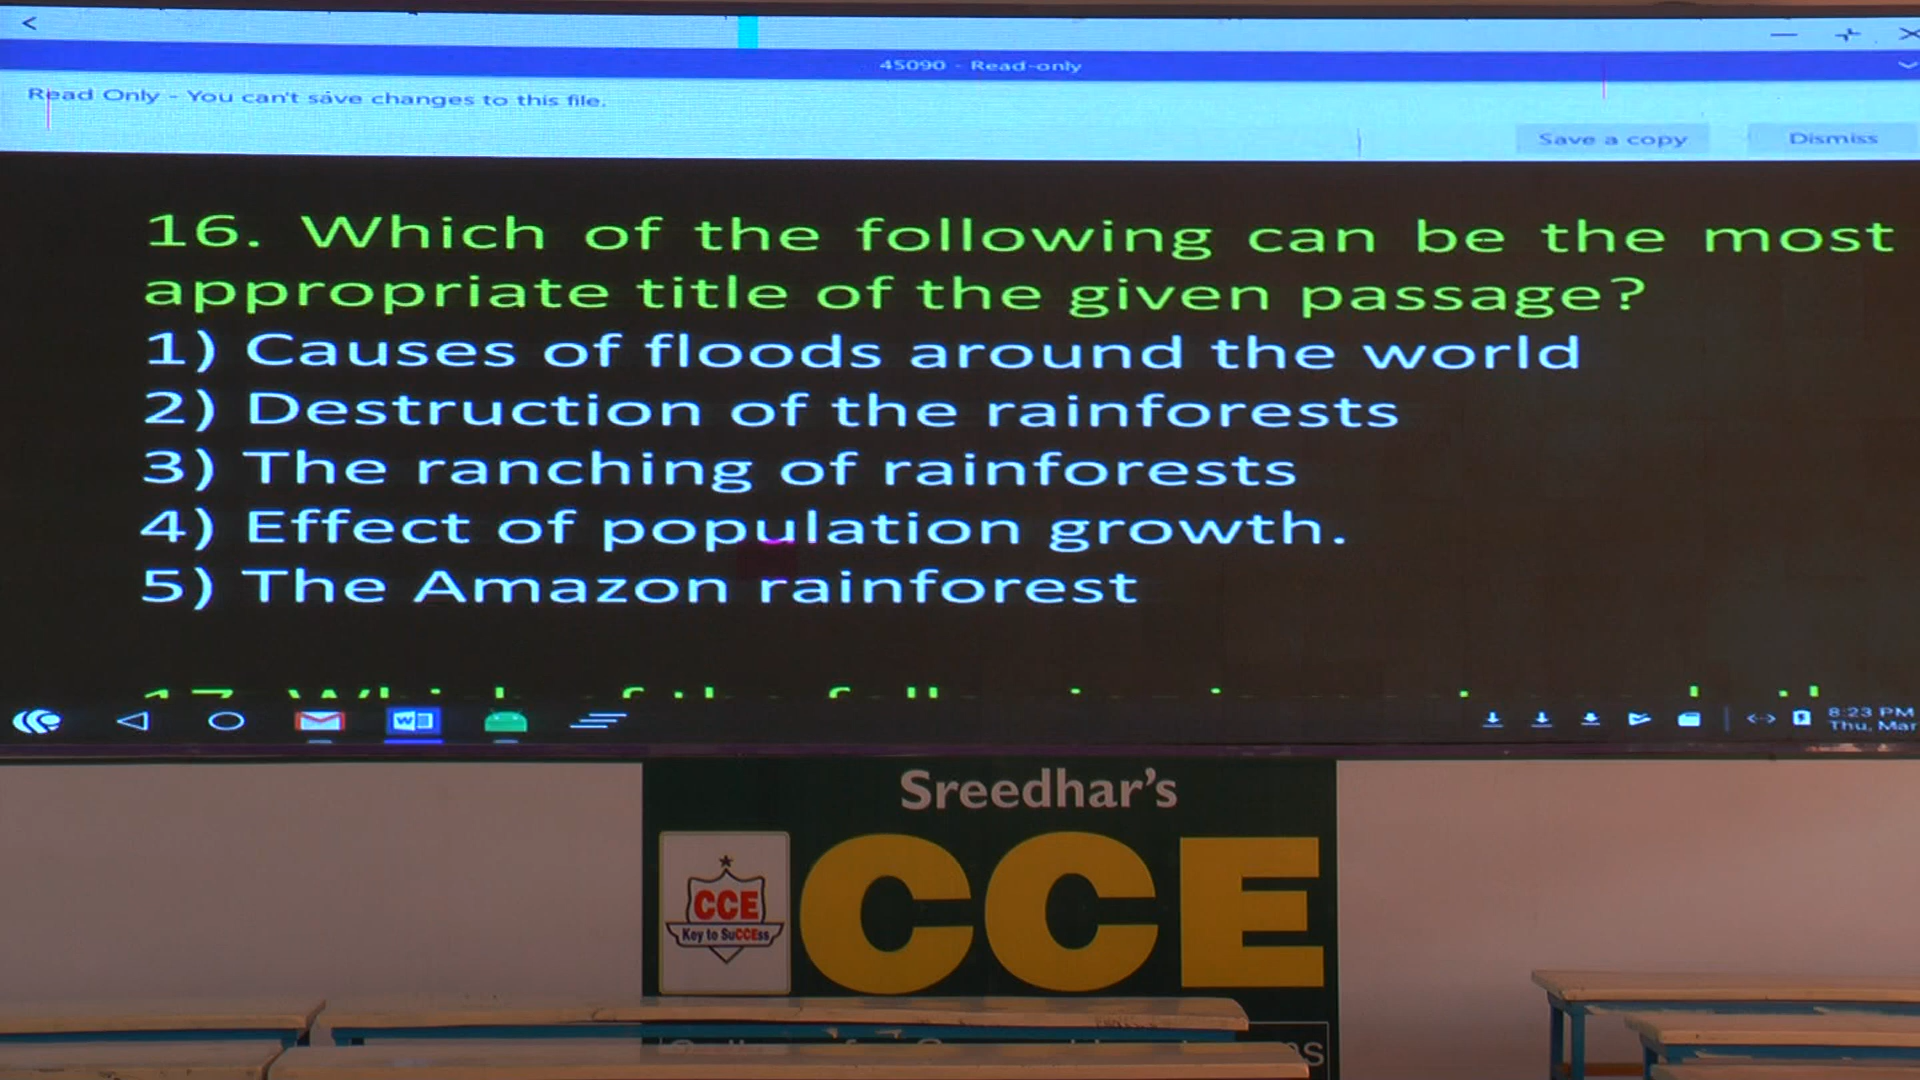 45090 - Read-only
Read Only - You can't save changes to this file.
Save a copy
Dismiss
16. Which of the following can be the most
appropriate title of the given passage?
1) Causes of floods around the world
2) Destruction of the rainforests
3) The ranching of rainforests
4) Effect of population growth.
5) The Amazon rainforest
8:23 PM
Thu, Mar
Sreedhar's
CCE
CCE
Key to SuCCEss